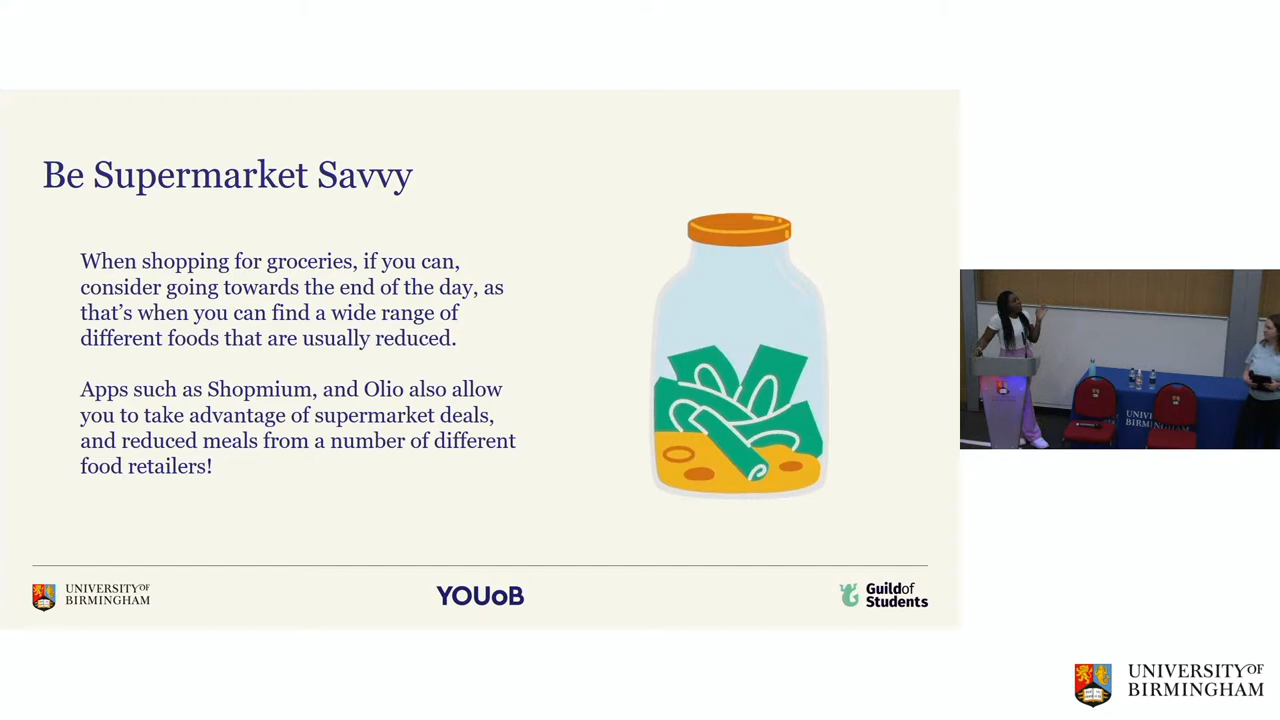 Be Supermarket Savvy
When shopping for groceries, if you can,
consider going towards the end of the day, as
that’s when you can find a wide range of
different foods that are usually reduced.
Apps such as Shopmium, and Olio also allow
you to take advantage of supermarket deals,
and reduced meals from a number of different
food retailers!
UNIVERSITY OF
BIRMINGHAM
YOUoB
Guild of
Students
UNIVERSITY OF
BIRMINGHAM